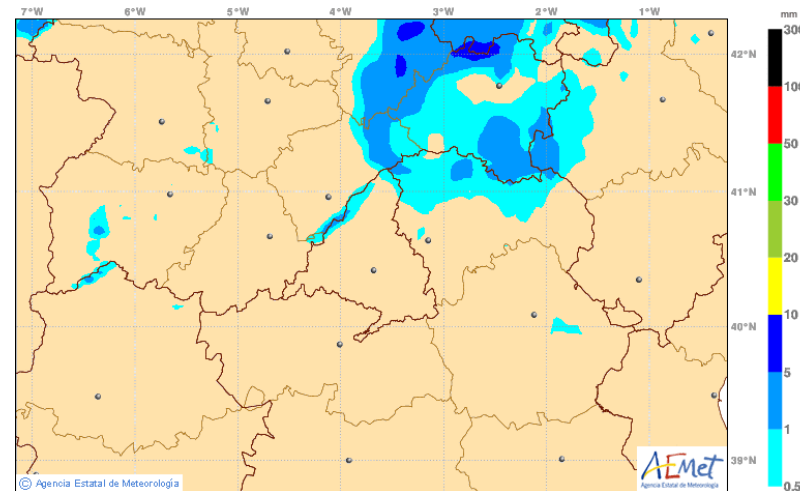 7°W 6°W 5°W 4°W 3°W 2°W 1°W
mm
300
42°N
100
50
41°N
30
20
40°N
10
5
1
39°N
AEMet
Agencia Estatal de Meteorología
© Agencia Estatal de Meteorología
0.5